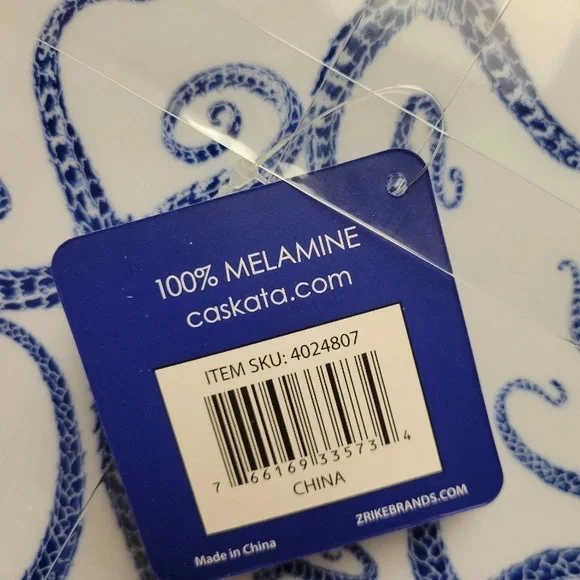 100% MELAMINE
caskata.com
ITEM SKU: 4024807
7 66169 33573 4
CHINA
ZRIKEBRANDS.COM
Made in China